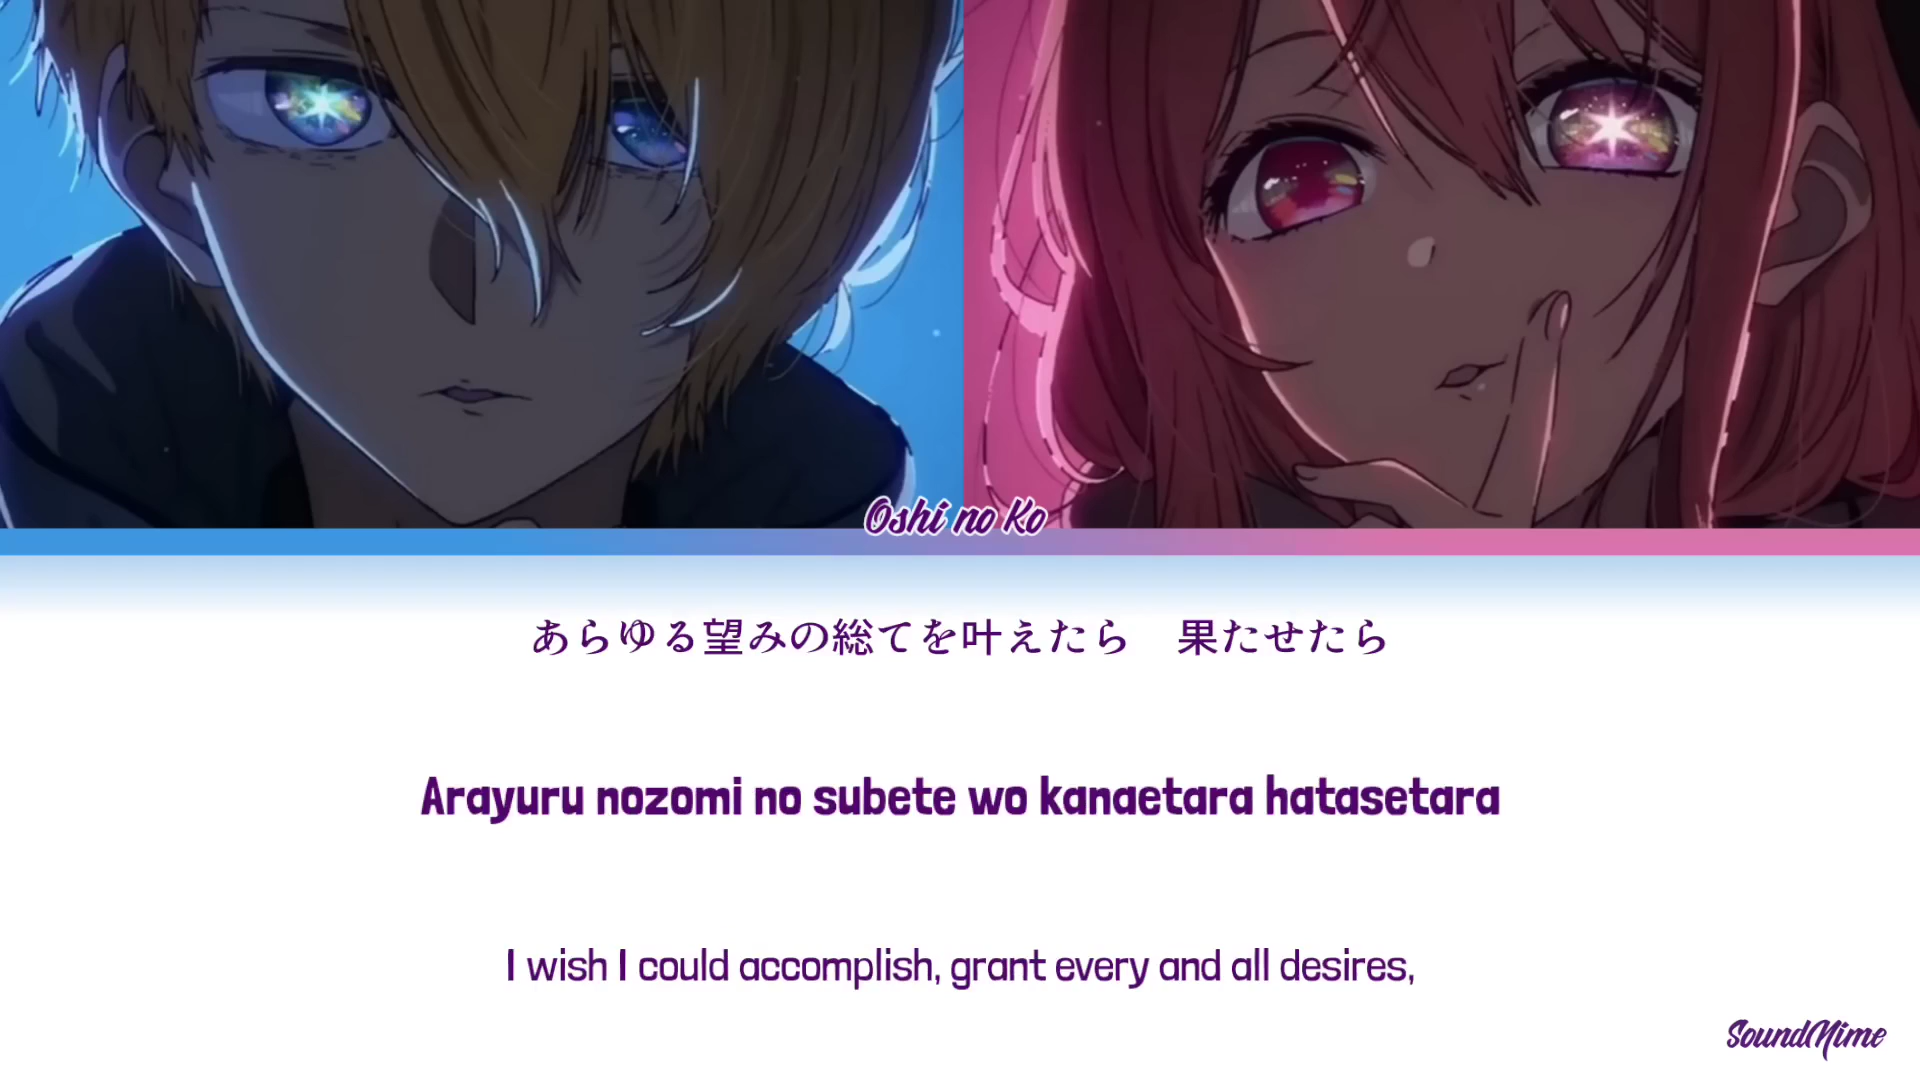 Oshi no Ko
あらゆる望みの総てを叶えたら　果たせたら
Arayuru nozomi no subete wo kanaetara hatasetara
I wish I could accomplish, grant every and all desires,
SoundMime